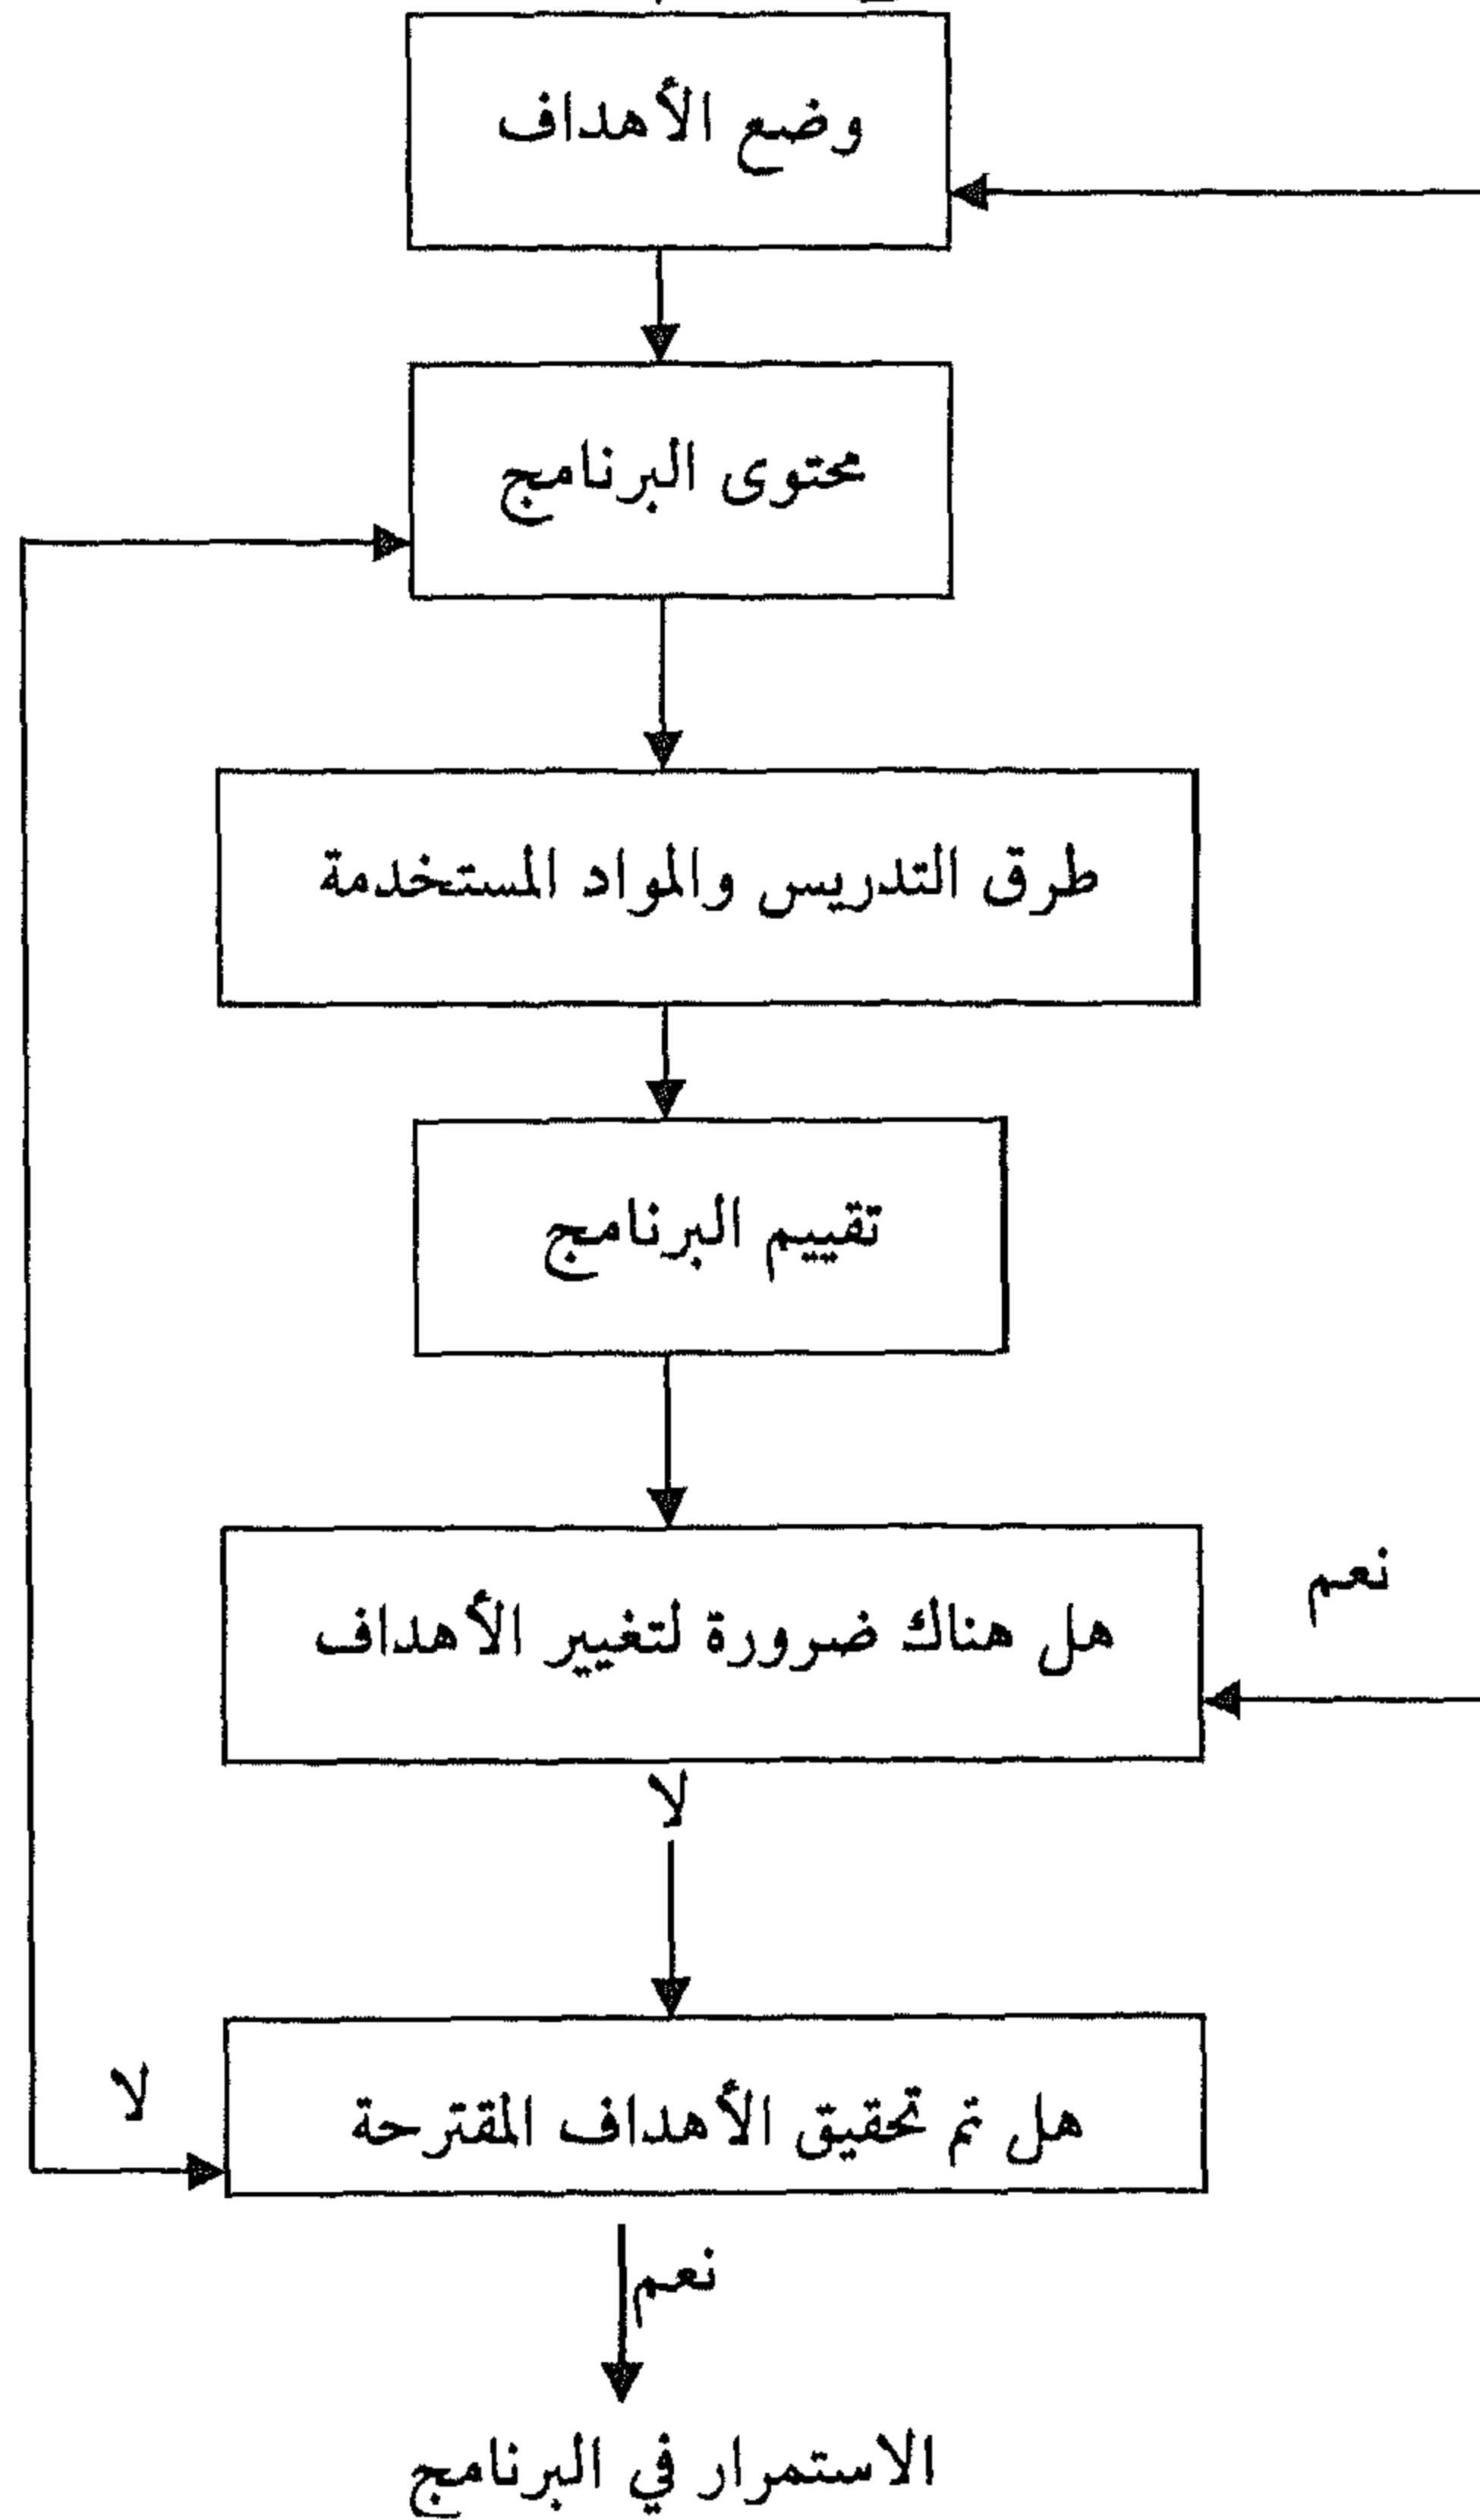 وضع الأهداف
محتوى البرنامج
طرق التدريس والمواد المستخدمة
تقييم البرنامج
هل هناك ضرورة لتغير الأهداف
نعم
لا
هل تم تحقيق الأهداف المقترحة
لا
نعم
الاستمرار في البرنامج